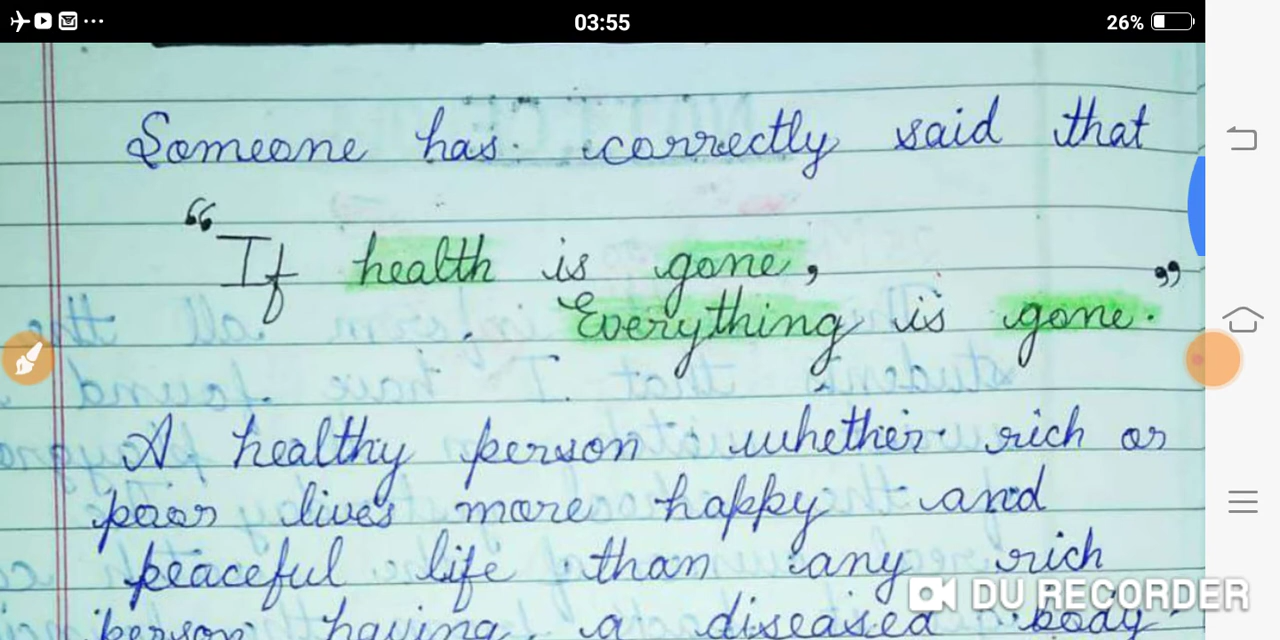 03:55
26%
Someone has correctly said that
“If health is gone,
Everything is gone.”
A healthy person whether rich or
poor lives more happy and
peaceful life than any rich
person having a diseased body
DU RECORDER